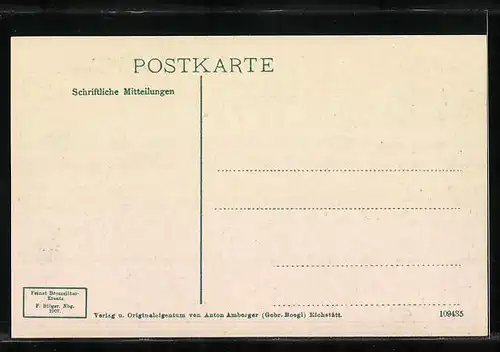 POSTKARTE
Schriftliche Mitteilungen
Feinst Bromsilber-
Ersatz.
F. Bilger, Nbg.
1907.
Verlag u. Originaleigentum von Anton Amberger (Gebr. Boegl) Eichstätt.
109435